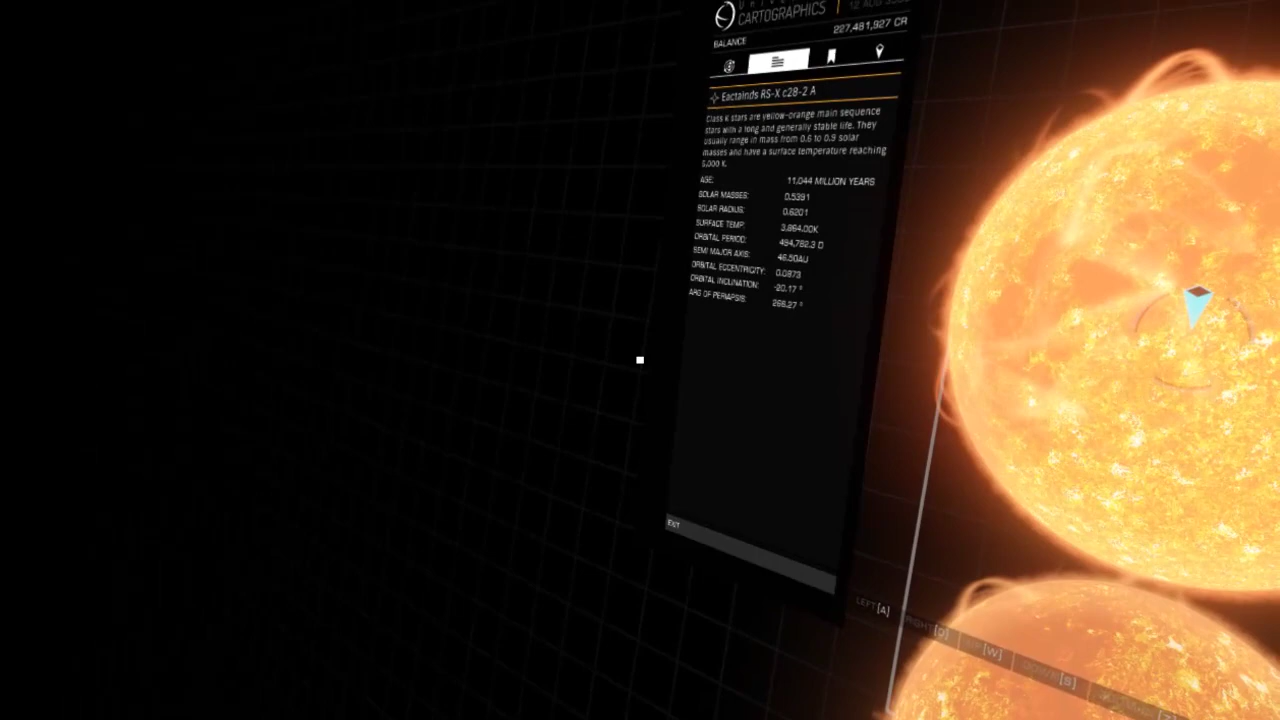 UNIVERSAL
CARTOGRAPHICS
12 AUG
BALANCE
227,481,927 CR
Eactainds RS-X c28-2 A
Class K stars are yellow-orange main sequence
stars with a long and generally stable life. They
usually range in mass from 0.6 to 0.9 solar
masses and have a surface temperature reaching
5,000 K.
AGE: 11,044 MILLION YEARS
SOLAR MASSES: 0.5391
SOLAR RADIUS: 0.6201
SURFACE TEMP: 3,864.00K
ORBITAL PERIOD: 494,782.3 D
SEMI MAJOR AXIS: 46.50AU
ORBITAL ECCENTRICITY: 0.0973
ORBITAL INCLINATION: -20.17 °
ARG OF PERIAPSIS: 266.27 °
EXIT
LEFT [A] RIGHT [D] UP [W] DOWN [S]